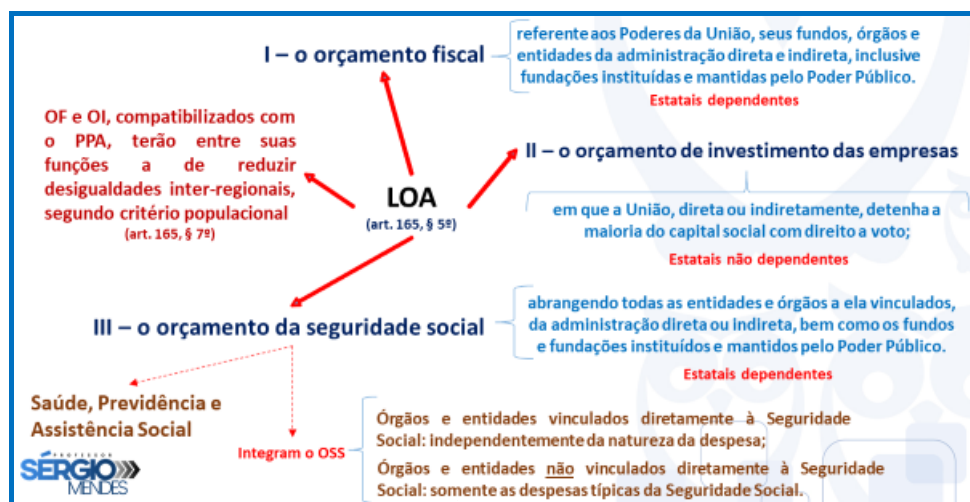 I – o orçamento fiscal
referente aos Poderes da União, seus fundos, órgãos e
entidades da administração direta e indireta, inclusive
fundações instituídas e mantidas pelo Poder Público.
Estatais dependentes
OF e OI, compatibilizados com
o PPA, terão entre suas
funções a de reduzir
desigualdades inter-regionais,
segundo critério populacional
(art. 165, § 7º)
LOA
(art. 165, § 5º)
II – o orçamento de investimento das empresas
em que a União, direta ou indiretamente, detenha a
maioria do capital social com direito a voto;
Estatais não dependentes
III – o orçamento da seguridade social
abrangendo todas as entidades e órgãos a ela vinculados,
da administração direta ou indireta, bem como os fundos
e fundações instituídos e mantidos pelo Poder Público.
Estatais dependentes
Saúde, Previdência e
Assistência Social
Integram o OSS
Órgãos e entidades vinculados diretamente à Seguridade
Social: independentemente da natureza da despesa;
Órgãos e entidades não vinculados diretamente à Seguridade
Social: somente as despesas típicas da Seguridade Social.
PROFESSOR
SÉRGIO
MENDES